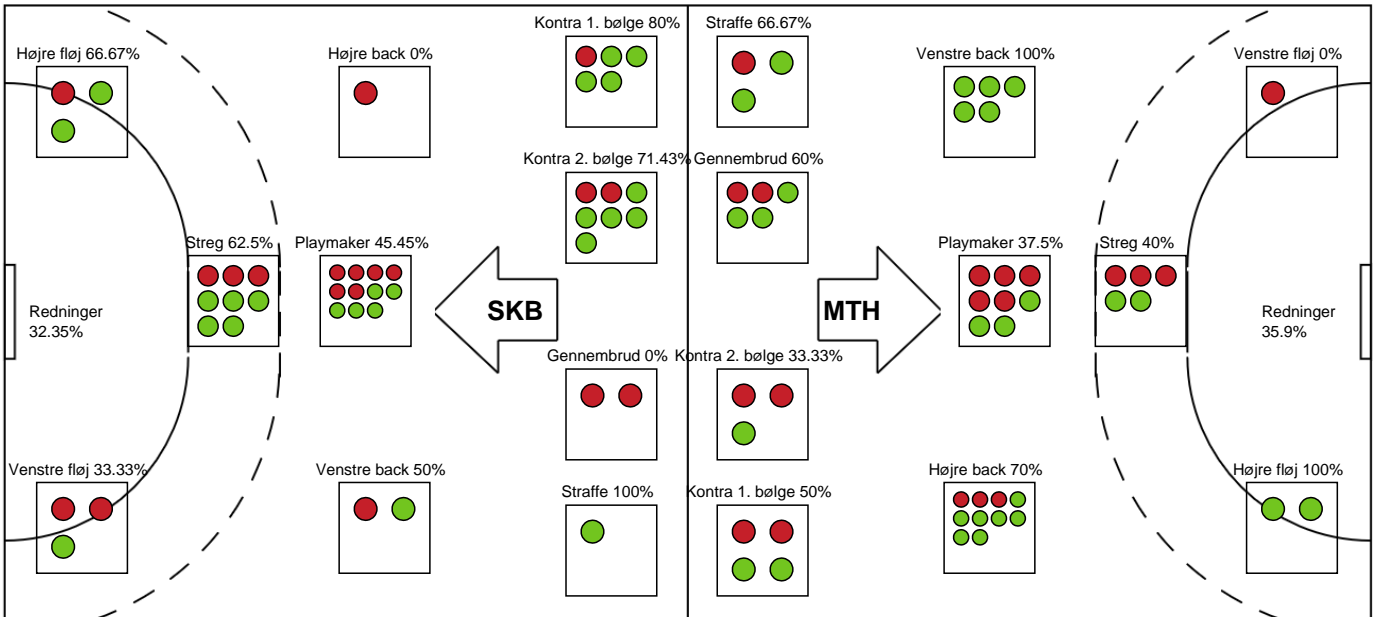 Kontra 1. bølge 80%
Straffe 66.67%
Højre fløj 66.67%
Højre back 0%
Venstre back 100%
Venstre fløj 0%
Kontra 2. bølge 71.43%
Gennembrud 60%
Streg 62.5%
Playmaker 45.45%
Playmaker 37.5%
Streg 40%
Redninger
32.35%
SKB
MTH
Redninger
35.9%
Gennembrud 0%
Kontra 2. bølge 33.33%
Venstre fløj 33.33%
Venstre back 50%
Straffe 100%
Kontra 1. bølge 50%
Højre back 70%
Højre fløj 100%